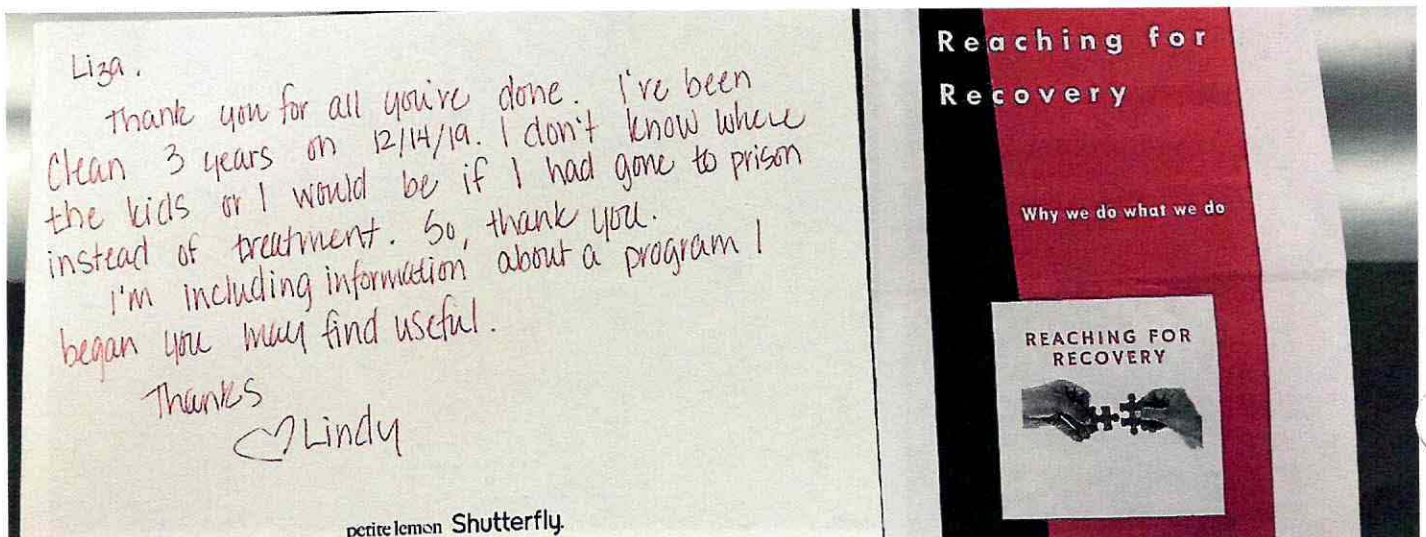 Liza.
Thank you for all you've done. I've been
Clean 3 years on 12/14/19. I don't know where
the kids or I would be if I had gone to prison
instead of treatment. So, thank you.
I'm including information about a program I
began you may find useful.
Thanks
♡Lindy
petite lemon Shutterfly.
Reaching for
Recovery
Why we do what we do
REACHING FOR
RECOVERY